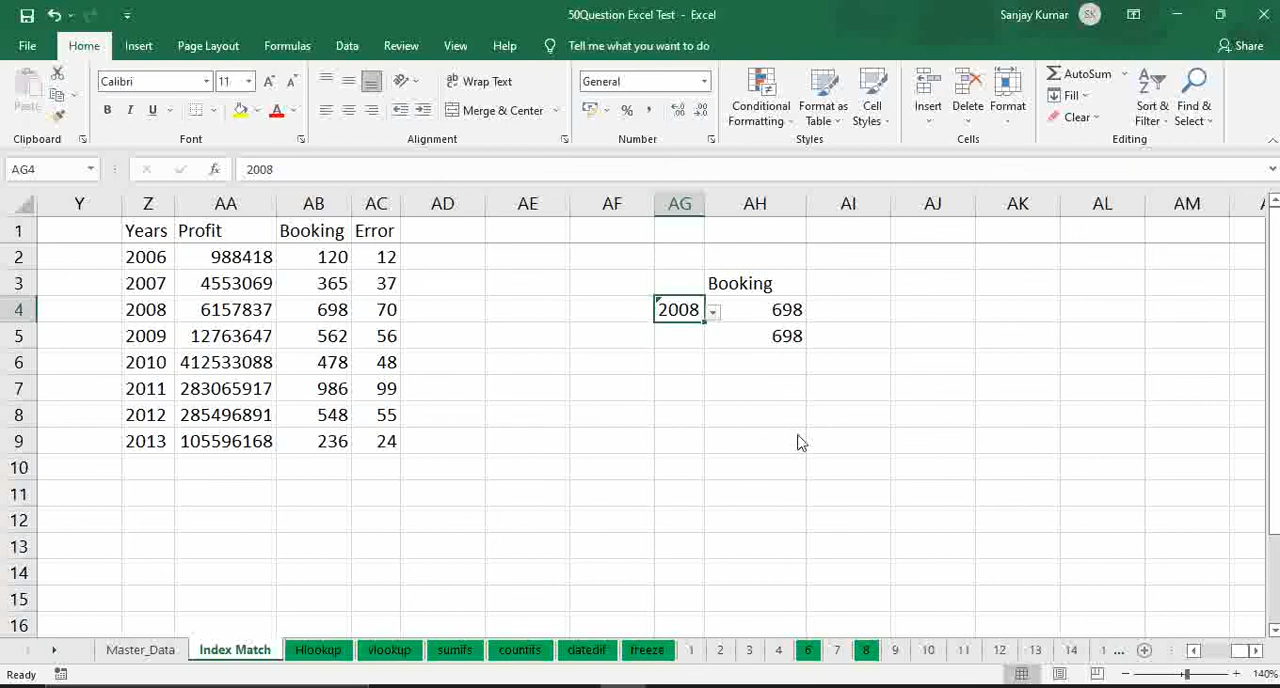 50Question Excel Test - Excel
Sanjay Kumar SK
File Home Insert Page Layout Formulas Data Review View Help Tell me what you want to do Share
Paste
Clipboard
Calibri 11
B I U
Font
Wrap Text
Merge & Center
Alignment
General
Number
Conditional Formatting
Format as Table
Cell Styles
Styles
Insert Delete Format
Cells
AutoSum
Fill
Clear
Sort & Filter
Find & Select
Editing
AG4 fx 2008
Y Z AA AB AC AD AE AF AG AH AI AJ AK AL AM
1 Years Profit Booking Error
2 2006 988418 120 12
3 2007 4553069 365 37 Booking
4 2008 6157837 698 70 2008 698
5 2009 12763647 562 56 698
6 2010 412533088 478 48
7 2011 283065917 986 99
8 2012 285496891 548 55
9 2013 105596168 236 24
10
11
12
13
14
15
16
... Master_Data Index Match Hlookup vlookup sumifs countifs datedif freeze 1 2 3 4 6 7 8 9 10 11 12 13 14 1 ...
Ready 140%